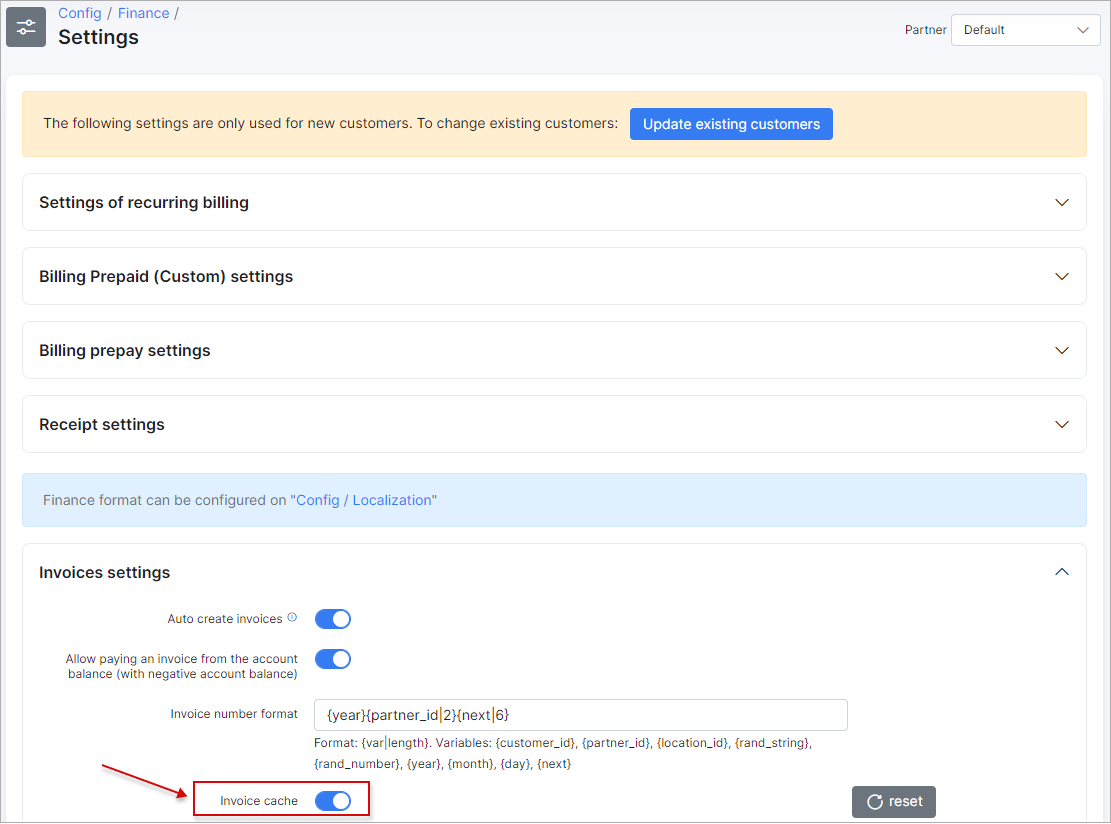 Config / Finance /
Settings
Partner
Default
The following settings are only used for new customers. To change existing customers:
Update existing customers
Settings of recurring billing
Billing Prepaid (Custom) settings
Billing prepay settings
Receipt settings
Finance format can be configured on "Config / Localization"
Invoices settings
Auto create invoices
Allow paying an invoice from the account
balance (with negative account balance)
Invoice number format
{year}{partner_id|2}{next|6}
Format: {var|length}. Variables: {customer_id}, {partner_id}, {location_id}, {rand_string},
{rand_number}, {year}, {month}, {day}, {next}
Invoice cache
reset